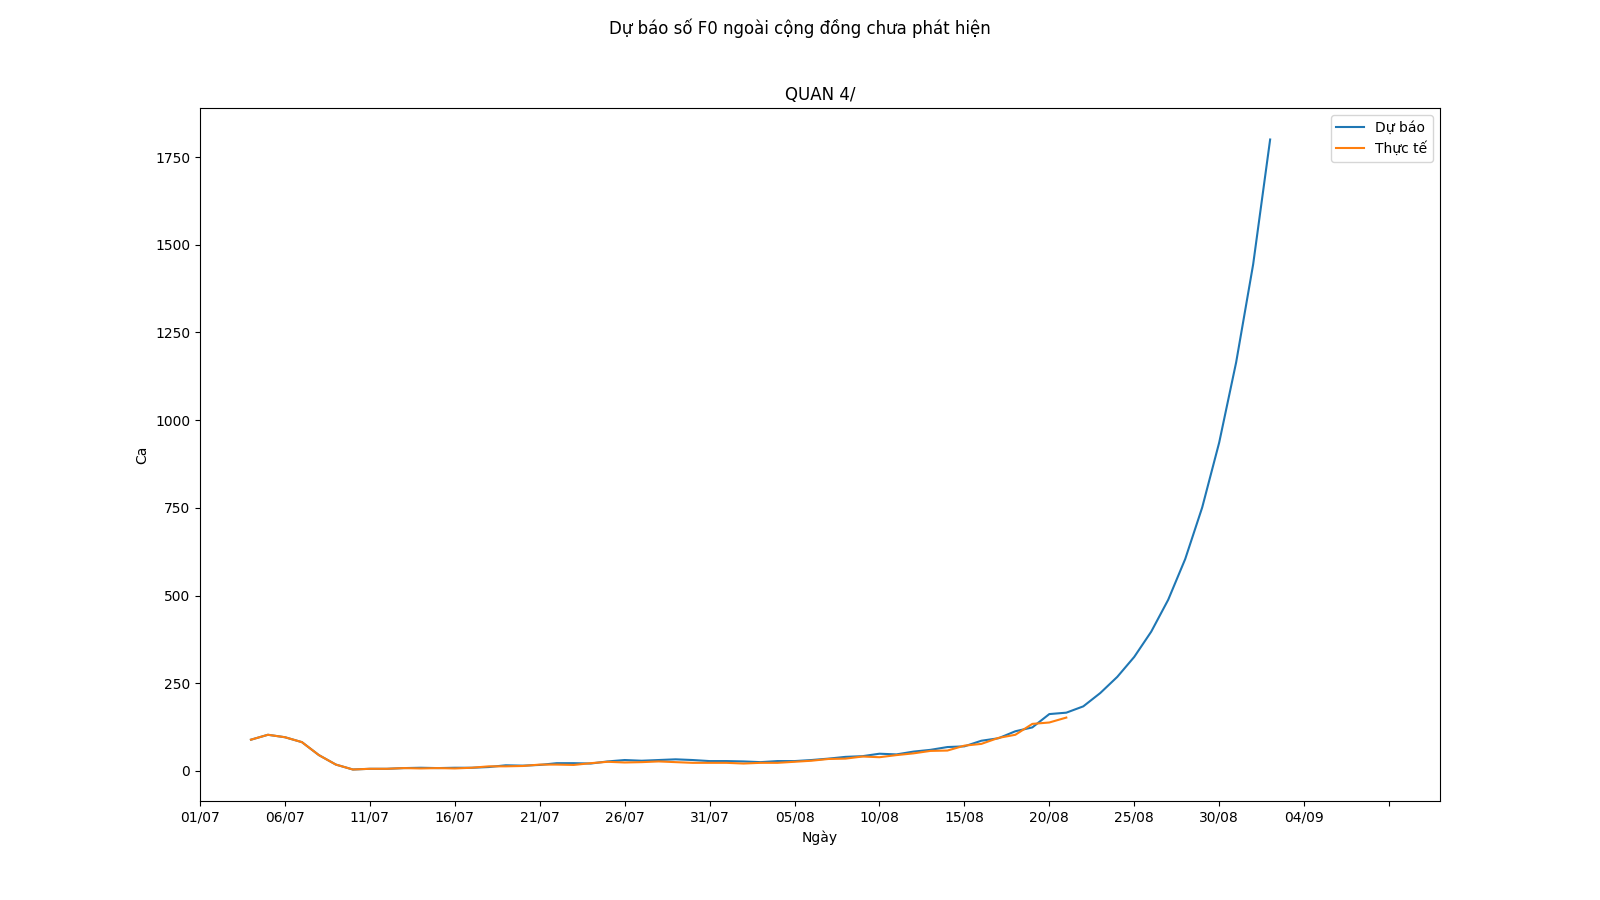 Dự báo số F0 ngoài cộng đồng chưa phát hiện
QUAN 4/
Dự báo
Thực tế
1750
1500
1250
1000
750
500
250
0
Ca
01/07 06/07 11/07 16/07 21/07 26/07 31/07 05/08 10/08 15/08 20/08 25/08 30/08 04/09
Ngày